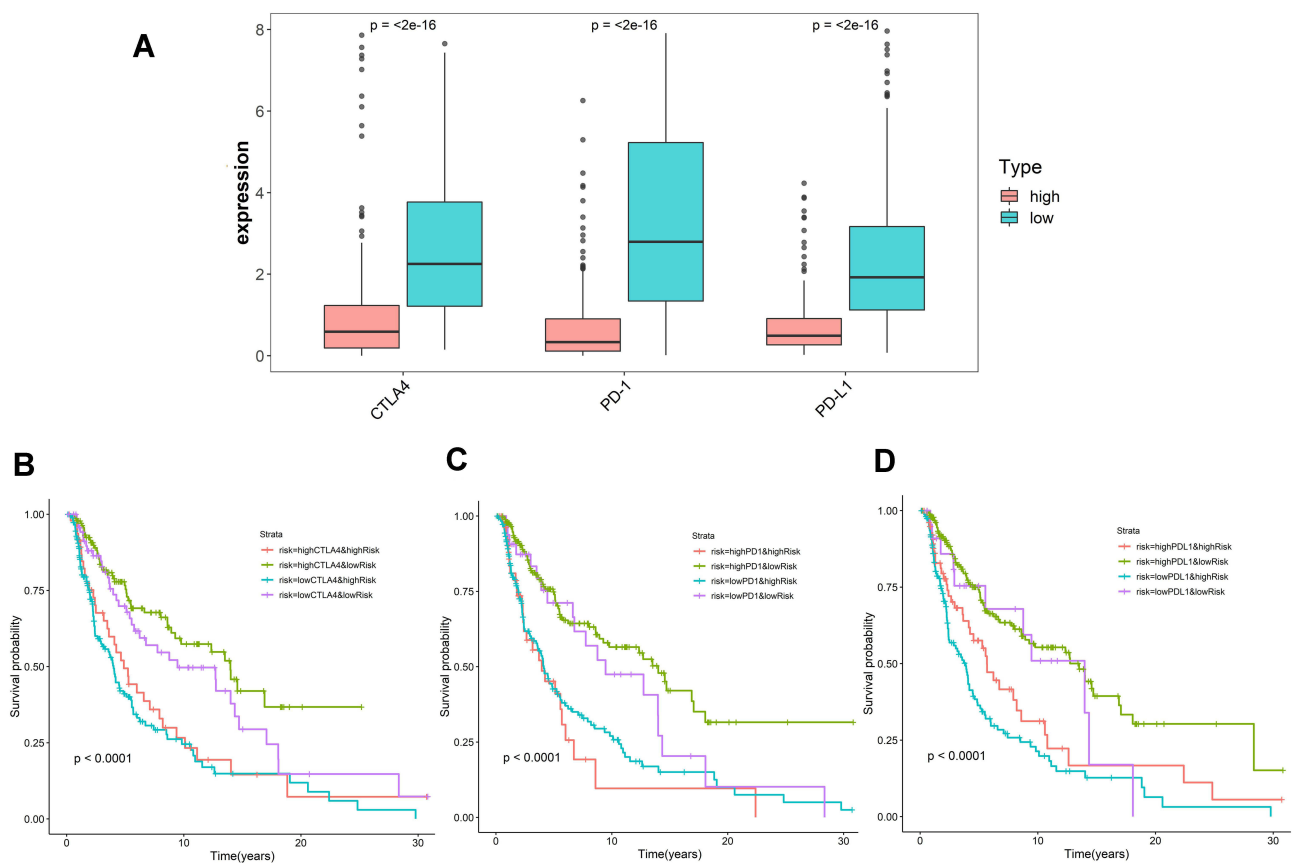 A
p = <2e-16
p = <2e-16
p = <2e-16
8
6
4
2
0
expression
CTLA4
PD-1
PD-L1
Type
high
low
B
1.00
0.75
0.50
0.25
0.00
Survival probability
Strata
risk=highCTLA4&highRisk
risk=highCTLA4&lowRisk
risk=lowCTLA4&highRisk
risk=lowCTLA4&lowRisk
p < 0.0001
0
10
20
30
Time(years)
C
1.00
0.75
0.50
0.25
0.00
Survival probability
Strata
risk=highPD1&highRisk
risk=highPD1&lowRisk
risk=lowPD1&highRisk
risk=lowPD1&lowRisk
p < 0.0001
0
10
20
30
Time(years)
D
1.00
0.75
0.50
0.25
0.00
Survival probability
Strata
risk=highPDL1&highRisk
risk=highPDL1&lowRisk
risk=lowPDL1&highRisk
risk=lowPDL1&lowRisk
p < 0.0001
0
10
20
30
Time(years)